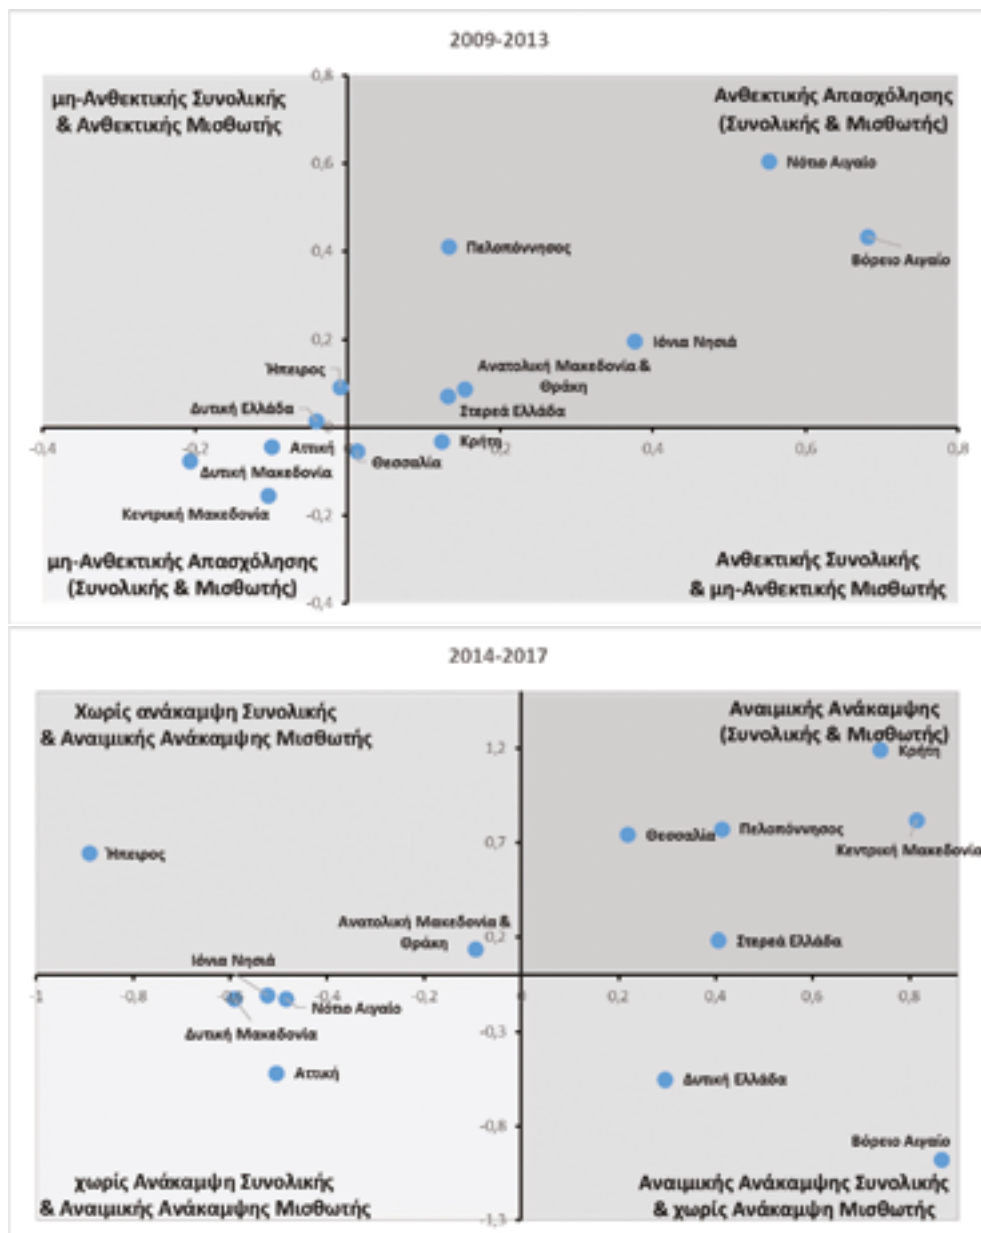 2009-2013
0,8
μη-Ανθεκτικής Συνολικής
& Ανθεκτικής Μισθωτής
Ανθεκτικής Απασχόλησης
(Συνολικής & Μισθωτής)
0,6
Νότιο Αιγαίο
0,4
Πελοπόννησος
Βόρειο Αιγαίο
0,2
Ιόνια Νησιά
Ήπειρος
Ανατολική Μακεδονία &
Θράκη
Δυτική Ελλάδα
Στερεά Ελλάδα
0
-0,4
-0,2
0,2
0,4
0,6
0,8
Αττική
Κρήτη
Θεσσαλία
Δυτική Μακεδονία
Κεντρική Μακεδονία
-0,2
μη-Ανθεκτικής Απασχόλησης
(Συνολικής & Μισθωτής)
Ανθεκτικής Συνολικής
& μη-Ανθεκτικής Μισθωτής
-0,4
2014-2017
Χωρίς ανάκαμψη Συνολικής
& Αναιμικής Ανάκαμψης Μισθωτής
Αναιμικής Ανάκαμψης
(Συνολικής & Μισθωτής)
1,2
Κρήτη
0,7
Θεσσαλία
Πελοπόννησος
Κεντρική Μακεδονία
Ήπειρος
Ανατολική Μακεδονία &
Θράκη
0,2
Στερεά Ελλάδα
Ιόνια Νησιά
-1
-0,8
-0,6
-0,4
-0,2
0
0,2
0,4
0,6
0,8
Νότιο Αιγαίο
Δυτική Μακεδονία
-0,3
Αττική
Δυτική Ελλάδα
-0,8
Βόρειο Αιγαίο
χωρίς Ανάκαμψη Συνολικής
& Αναιμικής Ανάκαμψης Μισθωτής
Αναιμικής Ανάκαμψης Συνολικής
& χωρίς Ανάκαμψη Μισθωτής
-1,3